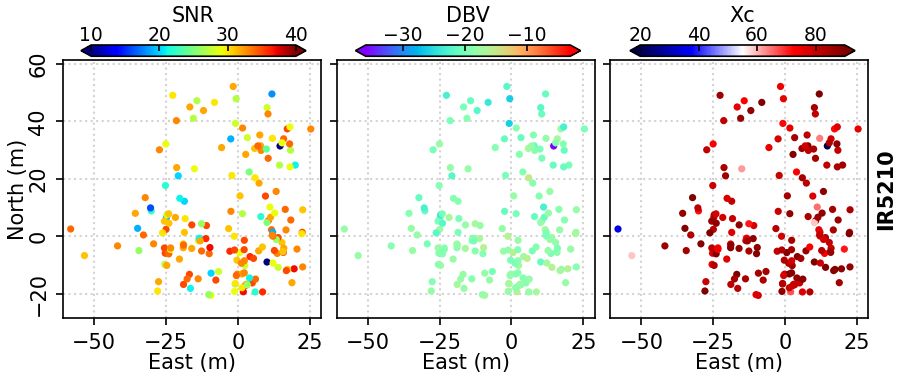 SNR DBV Xc
10 20 30 40 −30 −20 −10 20 40 60 80
60
40
20
0
−20
North (m)
IR5210
−50 −25 0 25 −50 −25 0 25 −50 −25 0 25
East (m) East (m) East (m)